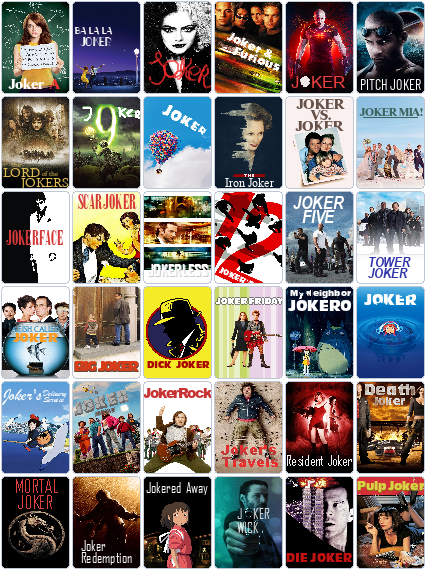 Joker A
BA LA LA
JOKER
JOKER
Joker &
Furious
JOKER
PITCH JOKER
LORD of the
JOKERS
9
JOKER
THE
Iron Joker
JOKER
VS.
JOKER
JOKER MIA!
JOKERFACE
SCARJOKER
JOKERLESS
JOKER
JOKER
FIVE
TOWER
JOKER
FISH CALLED
JOKER
BIG JOKER
DICK JOKER
JOKER FRIDAY
My Neighbor
JOKERO
JOKER
Joker's Delivery
Service
JOKER
JokerRock
Joker's
Travels
Resident Joker
Death
Joker
MORTAL
JOKER
Joker
Redemption
Jokered Away
JOKER
WICK
DIE JOKER
Pulp Joker